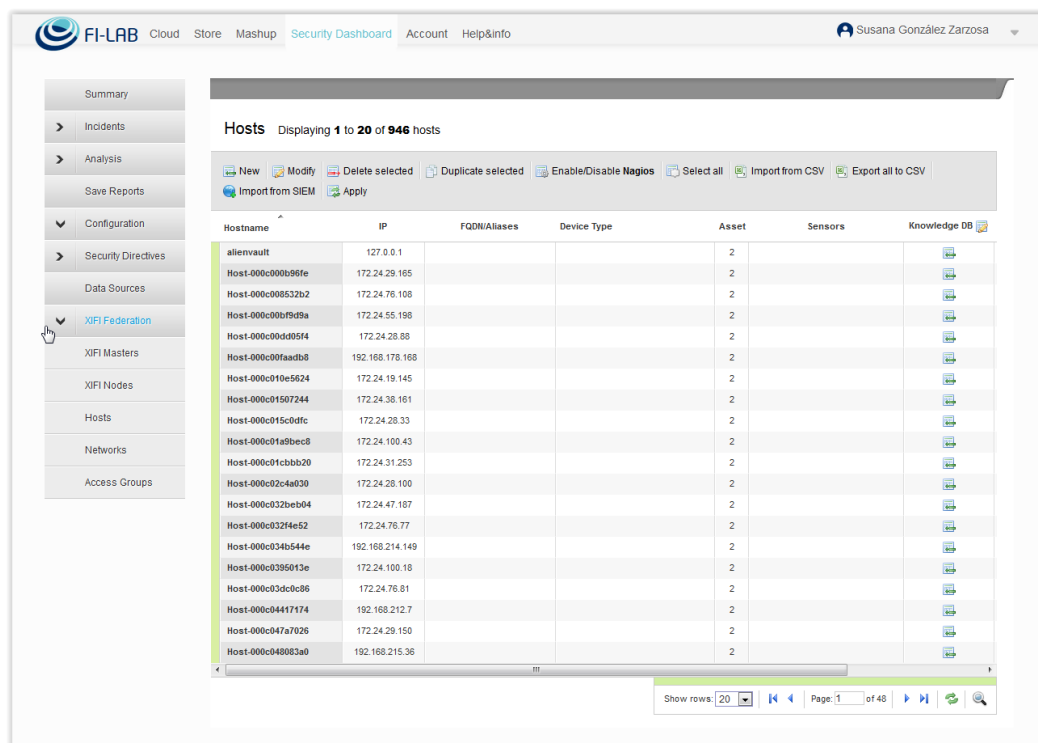 FI-LAB Cloud Store Mashup Security Dashboard Account Help&info Susana González Zarzosa
Summary
Incidents
Analysis
Save Reports
Configuration
Security Directives
Data Sources
XIFI Federation
XIFI Masters
XIFI Nodes
Hosts
Networks
Access Groups
Hosts Displaying 1 to 20 of 946 hosts
New Modify Delete selected Duplicate selected Enable/Disable Nagios Select all Import from CSV Export all to CSV
Import from SIEM Apply
Hostname IP FQDN/Aliases Device Type Asset Sensors Knowledge DB
alienvault 127.0.0.1 2
Host-000c000b96fe 172.24.29.165 2
Host-000c008532b2 172.24.76.108 2
Host-000c00bf9d9a 172.24.55.198 2
Host-000c00dd05f4 172.24.28.88 2
Host-000c00faadb8 192.168.178.168 2
Host-000c010e5624 172.24.19.145 2
Host-000c01507244 172.24.38.161 2
Host-000c015c0dfc 172.24.28.33 2
Host-000c01a9bec8 172.24.100.43 2
Host-000c01cbbb20 172.24.31.253 2
Host-000c02c4a030 172.24.28.100 2
Host-000c032beb04 172.24.47.187 2
Host-000c032f4e52 172.24.76.77 2
Host-000c034b544e 192.168.214.149 2
Host-000c0395013e 172.24.100.18 2
Host-000c03dc0c86 172.24.76.81 2
Host-000c04417174 192.168.212.7 2
Host-000c047a7026 172.24.29.150 2
Host-000c048083a0 192.168.215.36 2
Show rows: 20 Page: 1 of 48